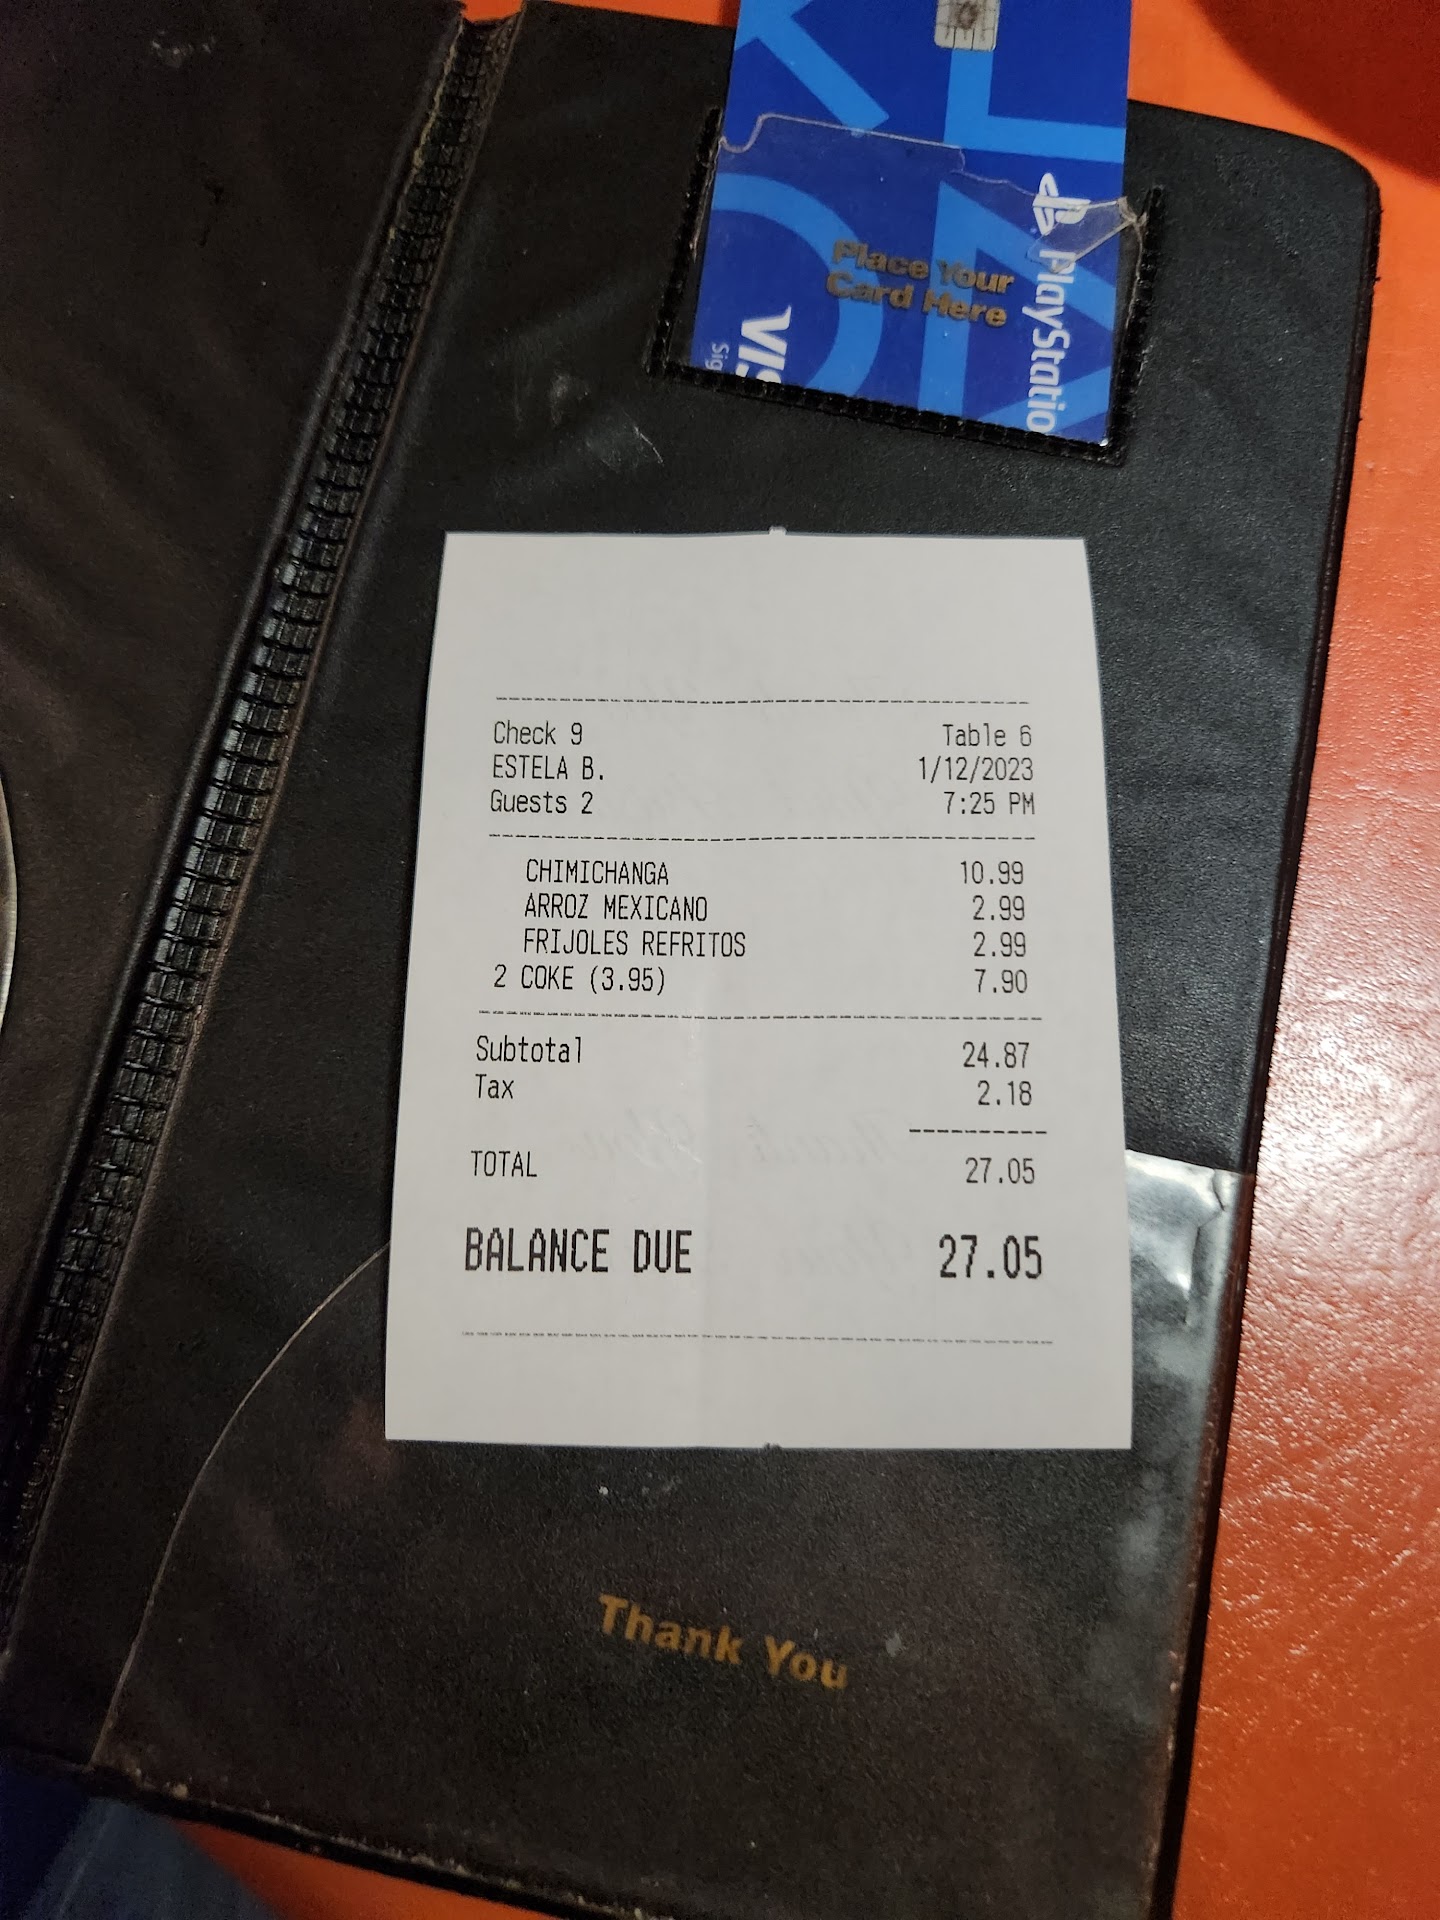 PlayStatio
VIS
Sig
Place Your
Card Here
Check 9 Table 6
ESTELA B. 1/12/2023
Guests 2 7:25 PM
CHIMICHANGA 10.99
ARROZ MEXICANO 2.99
FRIJOLES REFRITOS 2.99
2 COKE (3.95) 7.90
Subtotal 24.87
Tax 2.18
TOTAL 27.05
BALANCE DUE 27.05
Thank You